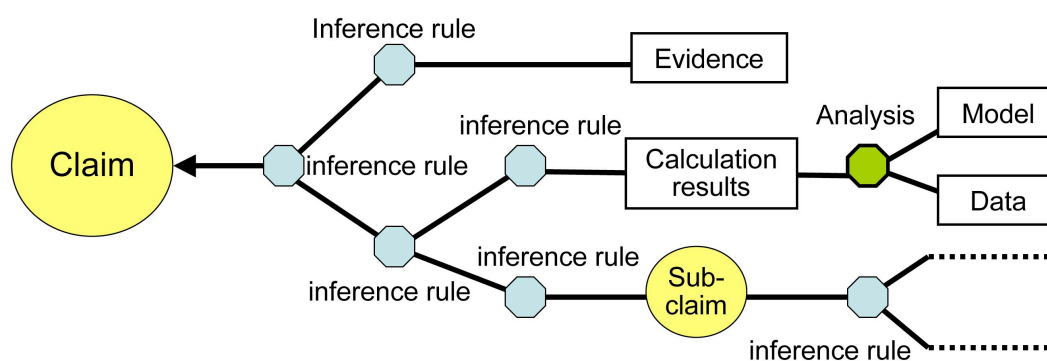 Inference rule
Evidence
Analysis
Model
inference rule
Claim
inference rule
Calculation
results
Data
inference rule
inference rule
Sub-
claim
inference rule